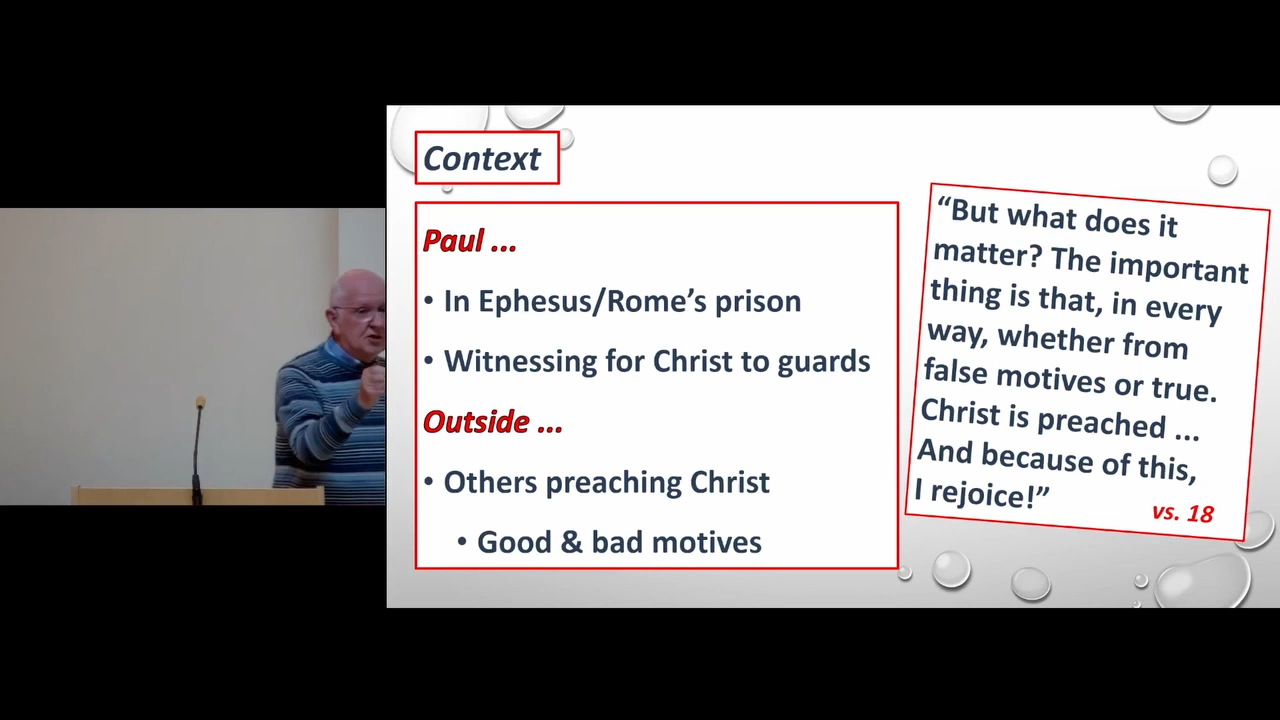 Context
Paul ...
• In Ephesus/Rome's prison
• Witnessing for Christ to guards
Outside ...
• Others preaching Christ
• Good & bad motives
“But what does it
matter? The important
thing is that, in every
way, whether from
false motives or true.
Christ is preached ...
And because of this,
I rejoice!”
vs. 18